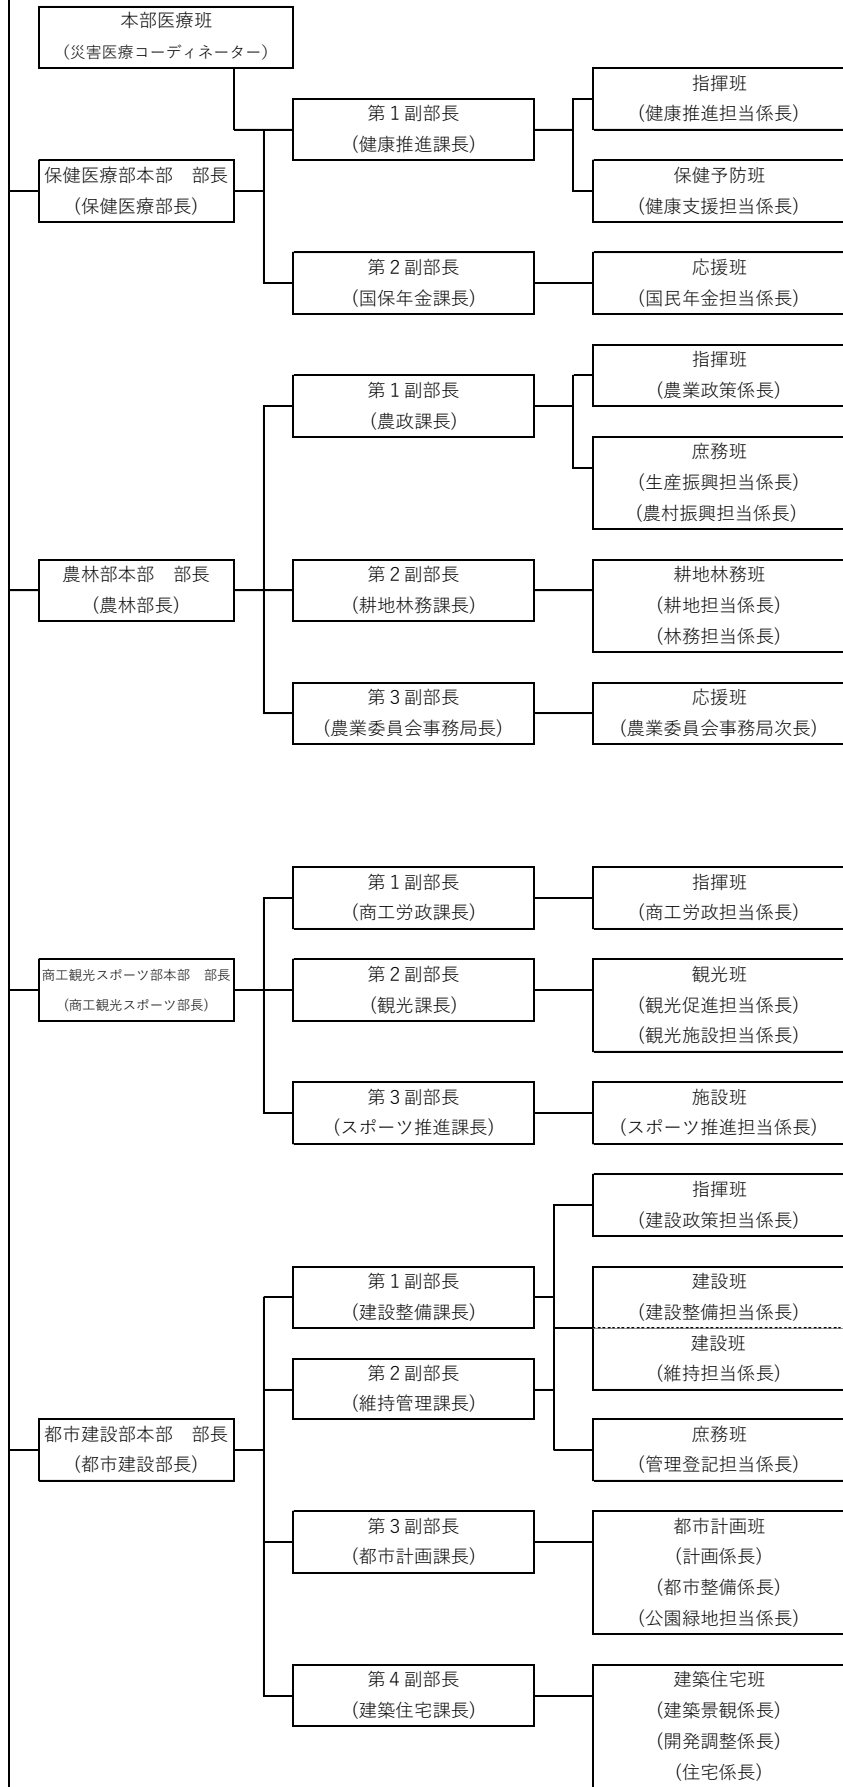 本部医療班
（災害医療コーディネーター）
指揮班
（健康推進担当係長）
第１副部長
（健康推進課長）
保健医療部本部　部長
（保健医療部長）
保健予防班
（健康支援担当係長）
第２副部長
（国保年金課長）
応援班
（国民年金担当係長）
指揮班
（農業政策係長）
第１副部長
（農政課長）
庶務班
（生産振興担当係長）
（農村振興担当係長）
農林部本部　部長
（農林部長）
第２副部長
（耕地林務課長）
耕地林務班
（耕地担当係長）
（林務担当係長）
第３副部長
（農業委員会事務局長）
応援班
（農業委員会事務局次長）
第１副部長
（商工労政課長）
指揮班
（商工労政担当係長）
商工観光スポーツ部本部　部長
（商工観光スポーツ部長）
第２副部長
（観光課長）
観光班
（観光促進担当係長）
（観光施設担当係長）
第３副部長
（スポーツ推進課長）
施設班
（スポーツ推進担当係長）
指揮班
（建設政策担当係長）
第１副部長
（建設整備課長）
建設班
（建設整備担当係長）
建設班
（維持担当係長）
第２副部長
（維持管理課長）
都市建設部本部　部長
（都市建設部長）
庶務班
（管理登記担当係長）
第３副部長
（都市計画課長）
都市計画班
（計画係長）
（都市整備係長）
（公園緑地担当係長）
第４副部長
（建築住宅課長）
建築住宅班
（建築景観係長）
（開発調整係長）
（住宅係長）